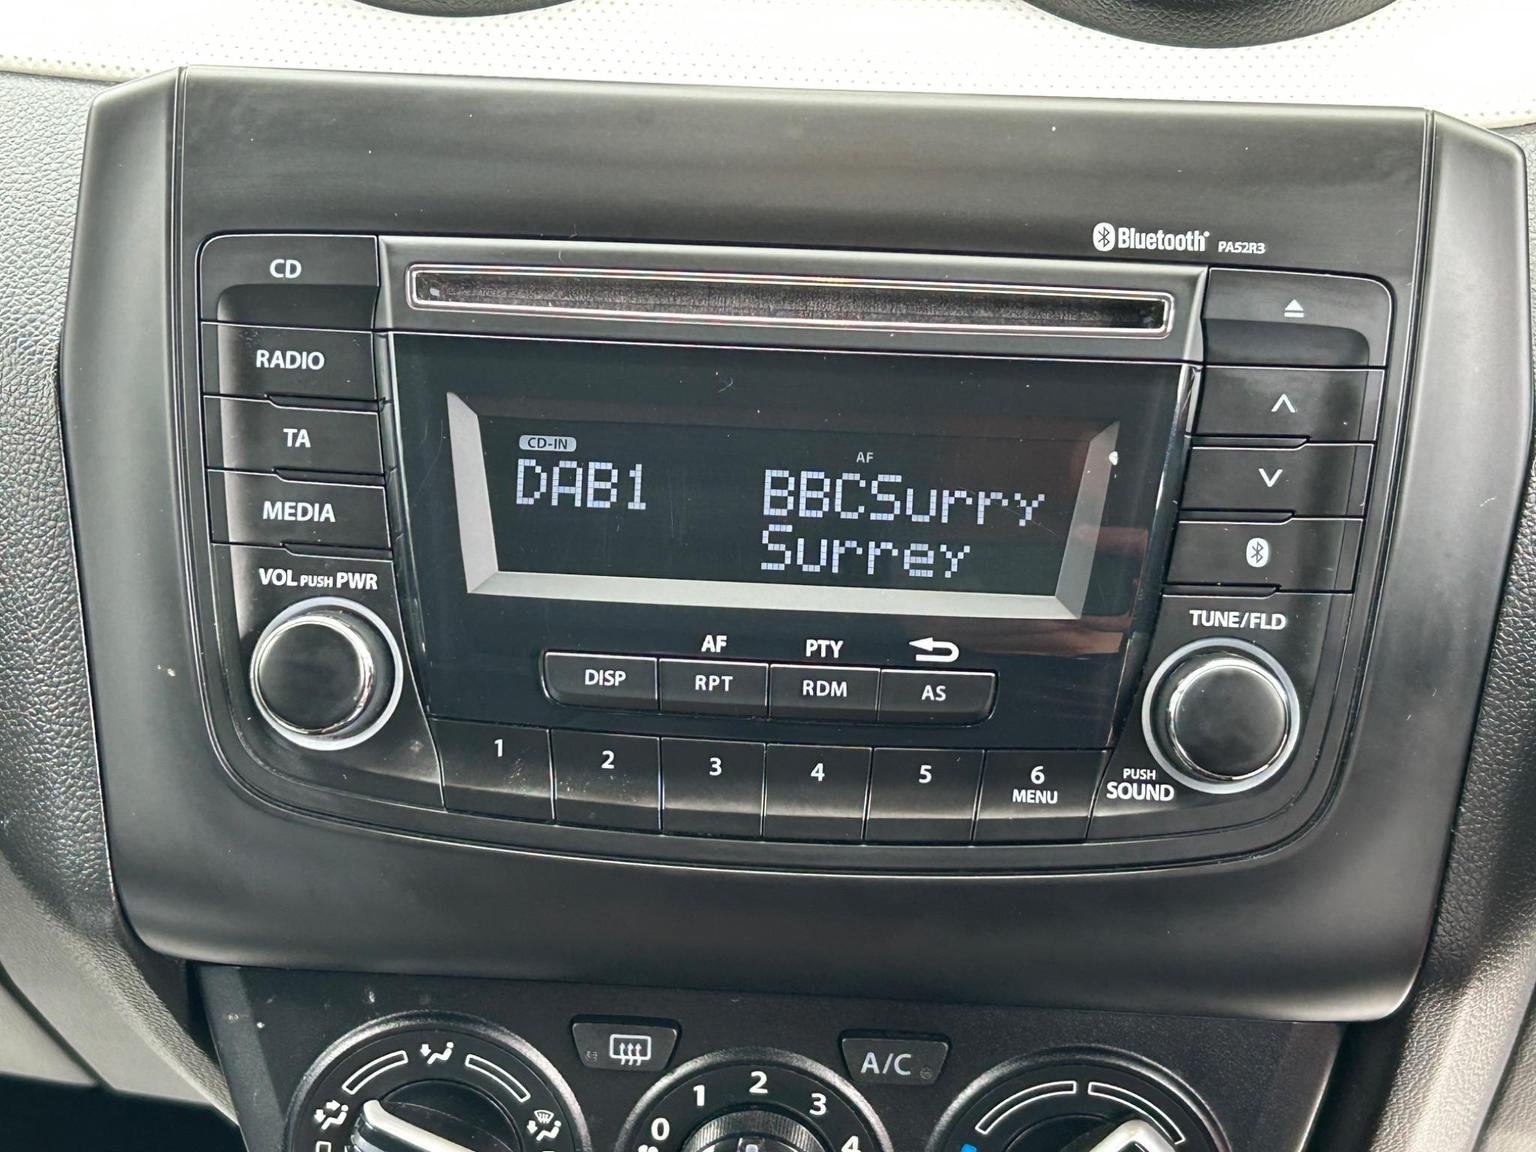 Bluetooth PA52R3
CD
RADIO
TA
MEDIA
VOL PUSH PWR
CD-IN
AF
DAB1 BBCSurry
Surrey
TUNE/FLD
AF PTY
DISP RPT RDM AS
1 2 3 4 5 6
MENU
PUSH
SOUND
A/C
0 1 2 3 4